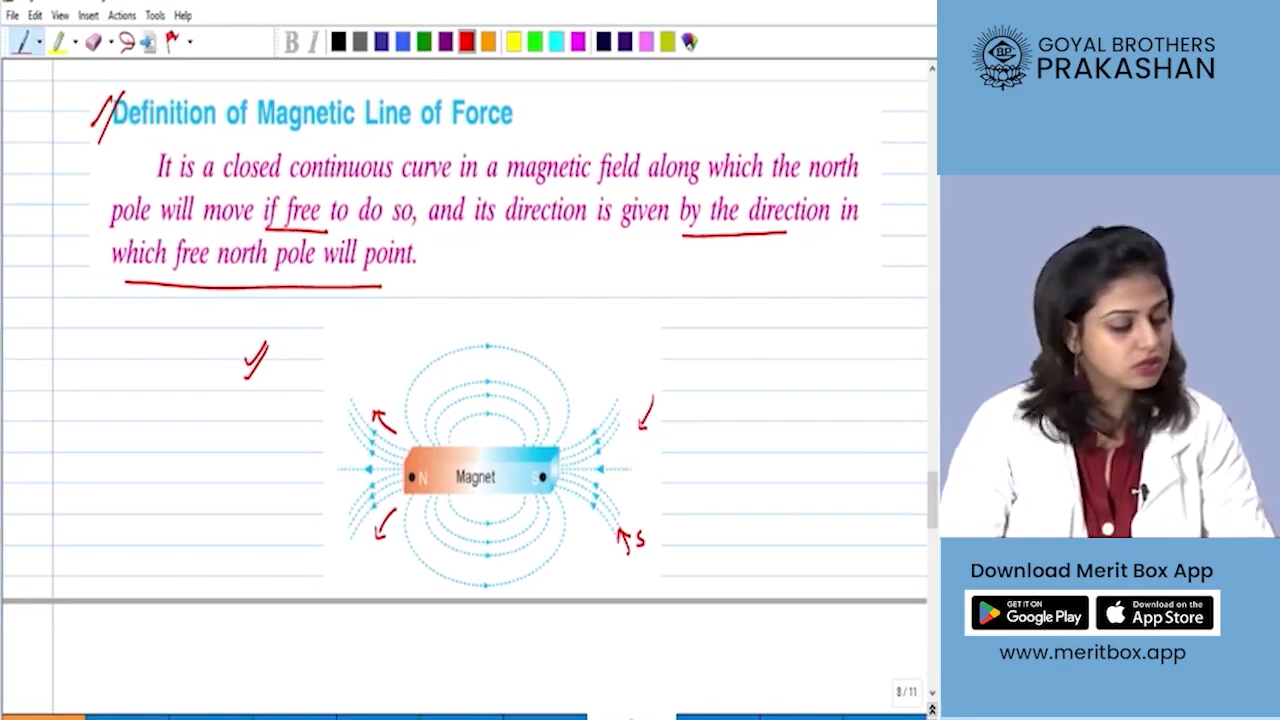 File Edit View Insert Actions Tools Help
B I
GOYAL BROTHERS
PRAKASHAN
BP
Definition of Magnetic Line of Force
It is a closed continuous curve in a magnetic field along which the north
pole will move if free to do so, and its direction is given by the direction in
which free north pole will point.
N Magnet S
S
Download Merit Box App
GET IT ON
Google Play
Download on the
App Store
www.meritbox.app
8/11